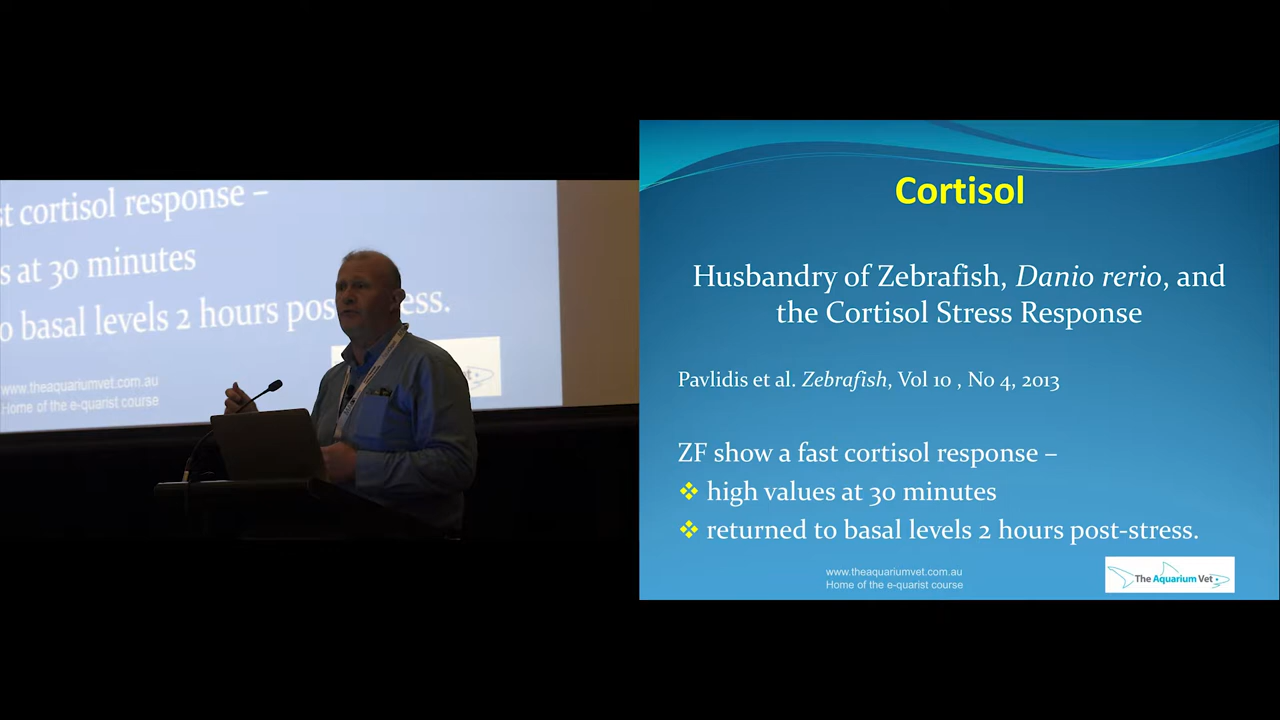 st cortisol response –
s at 30 minutes
o basal levels 2 hours post-stress.
www.theaquariumvet.com.au
Home of the e-quarist course
Cortisol
Husbandry of Zebrafish, Danio rerio, and
the Cortisol Stress Response
Pavlidis et al. Zebrafish, Vol 10 , No 4, 2013
ZF show a fast cortisol response –
❖ high values at 30 minutes
❖ returned to basal levels 2 hours post-stress.
www.theaquariumvet.com.au
Home of the e-quarist course
The Aquarium Vet